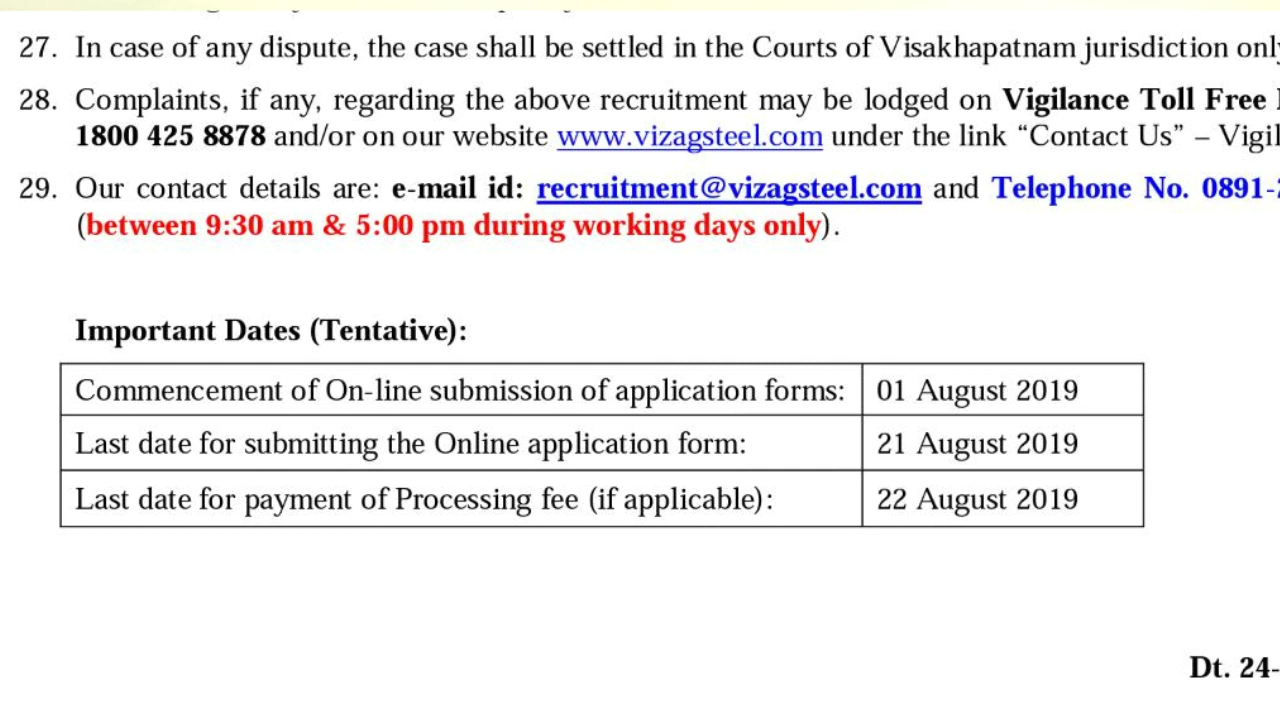 27. In case of any dispute, the case shall be settled in the Courts of Visakhapatnam jurisdiction only
28. Complaints, if any, regarding the above recruitment may be lodged on Vigilance Toll Free
1800 425 8878 and/or on our website www.vizagsteel.com under the link “Contact Us” – Vigil
29. Our contact details are: e-mail id: recruitment@vizagsteel.com and Telephone No. 0891-
(between 9:30 am & 5:00 pm during working days only).
Important Dates (Tentative):
Commencement of On-line submission of application forms: 01 August 2019
Last date for submitting the Online application form: 21 August 2019
Last date for payment of Processing fee (if applicable): 22 August 2019
Dt. 24-